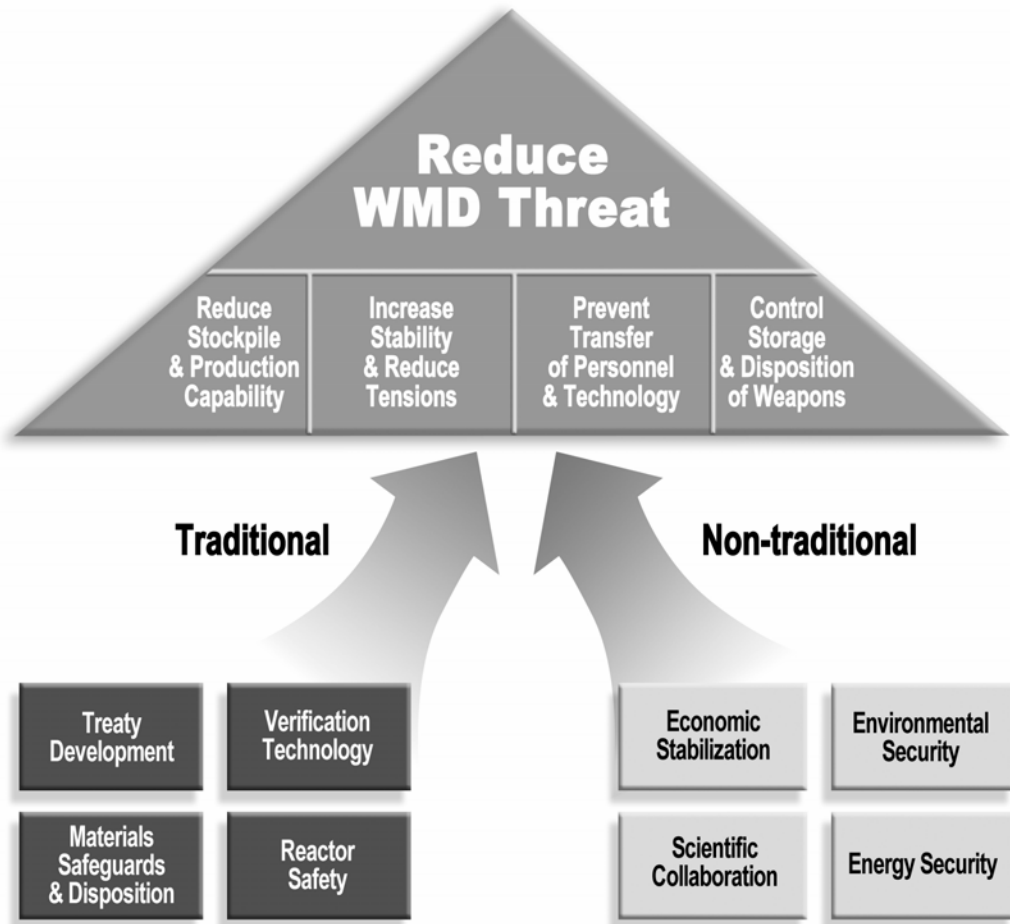 Reduce
WMD Threat
Reduce
Stockpile
& Production
Capability
Increase
Stability
& Reduce
Tensions
Prevent
Transfer
of Personnel
& Technology
Control
Storage
& Disposition
of Weapons
Traditional
Non-traditional
Treaty
Development
Verification
Technology
Materials
Safeguards
& Disposition
Reactor
Safety
Economic
Stabilization
Environmental
Security
Scientific
Collaboration
Energy Security